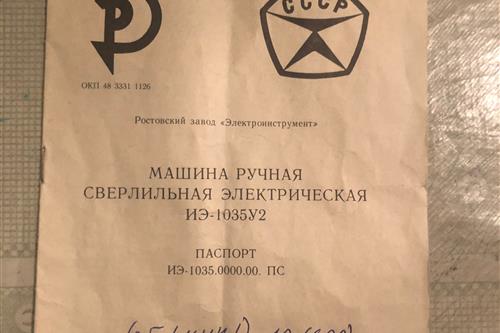 СССР
ОКП 48 3331 1126
Ростовский завод «Электроинструмент»
МАШИНА РУЧНАЯ
СВЕРЛИЛЬНАЯ ЭЛЕКТРИЧЕСКАЯ
ИЭ-1035У2
ПАСПОРТ
ИЭ-1035.0000.00. ПС